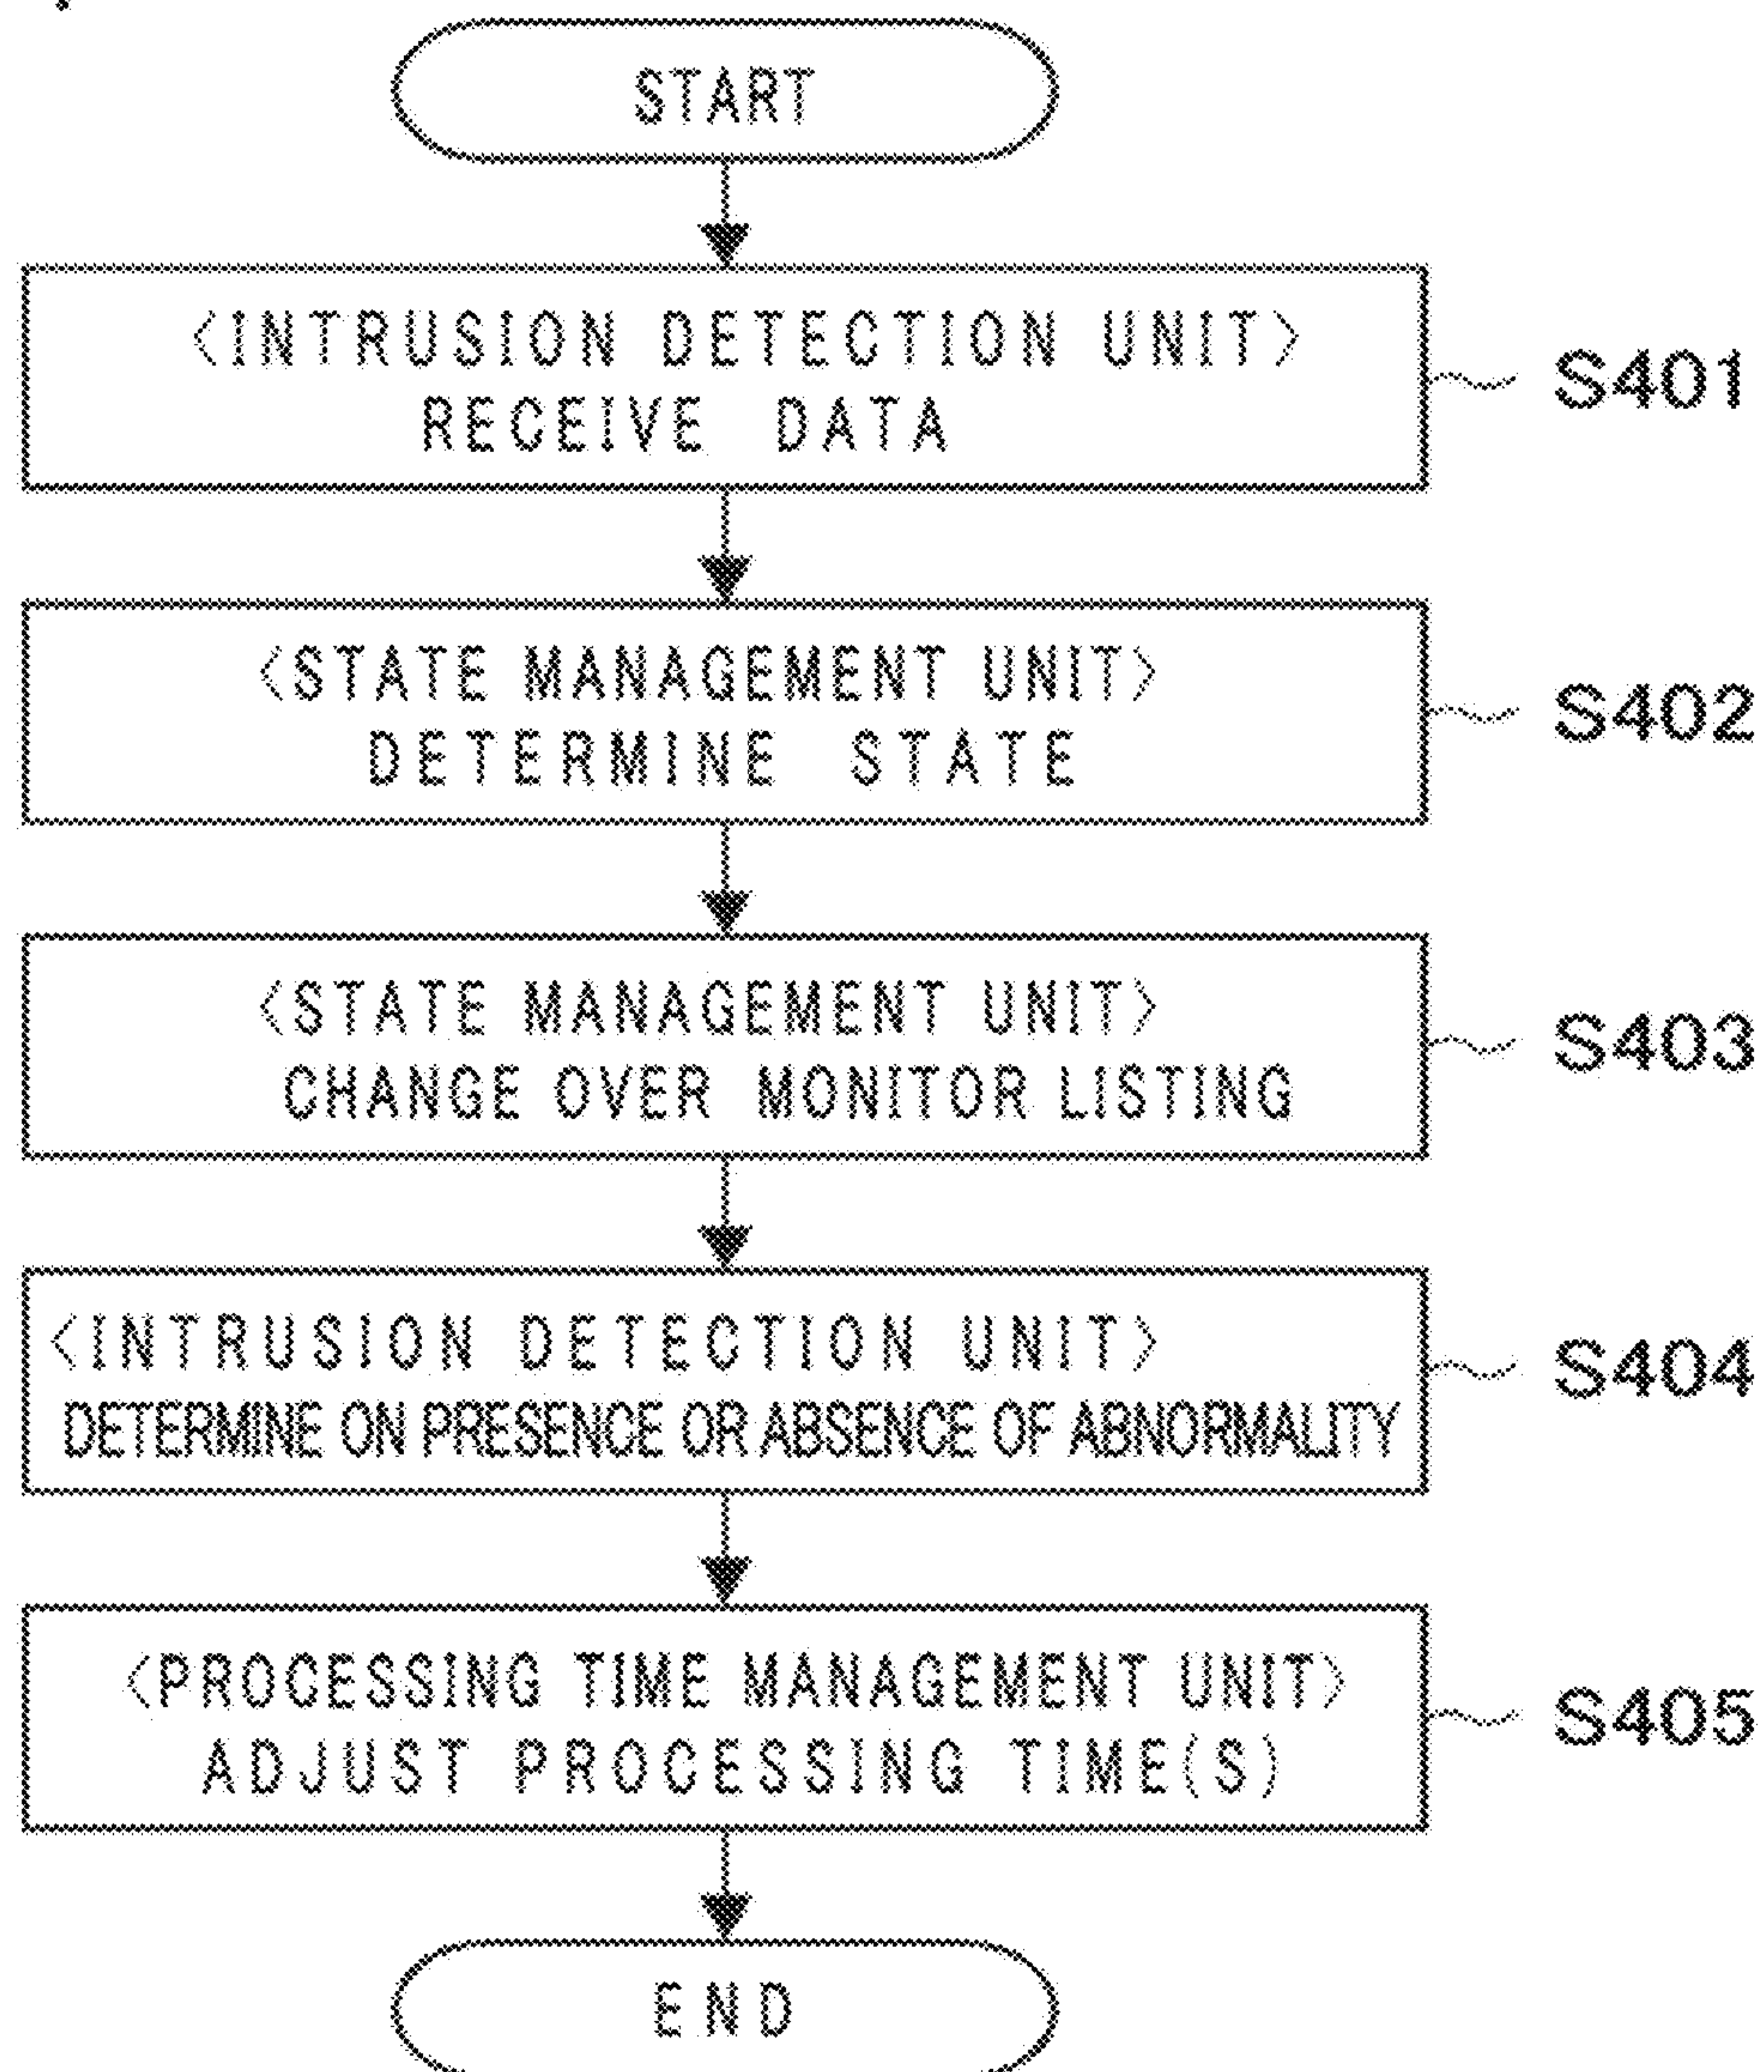 START
<INTRUSION DETECTION UNIT>
RECEIVE DATA
S401
<STATE MANAGEMENT UNIT>
DETERMINE STATE
S402
<STATE MANAGEMENT UNIT>
CHANGE OVER MONITOR LISTING
S403
<INTRUSION DETECTION UNIT>
DETERMINE ON PRESENCE OR ABSENCE OF ABNORMALITY
S404
<PROCESSING TIME MANAGEMENT UNIT>
ADJUST PROCESSING TIME(S)
S405
END